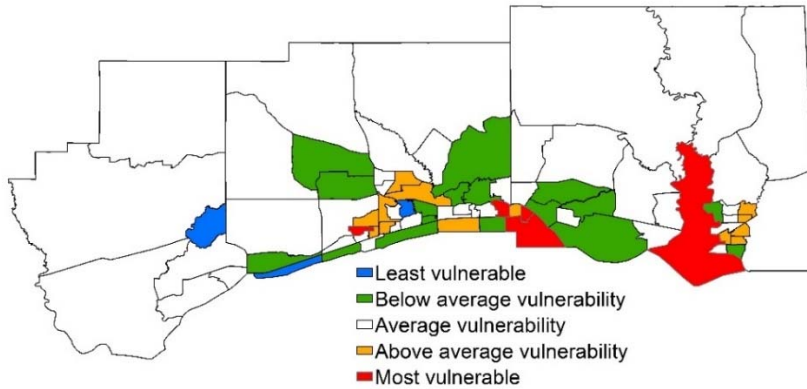 Least vulnerable
Below average vulnerability
Average vulnerability
Above average vulnerability
Most vulnerable